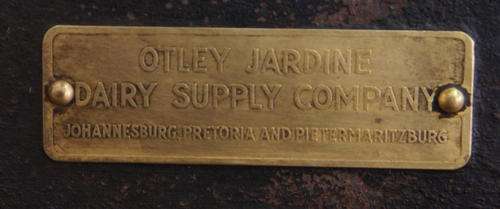 OTLEY JARDINE
DAIRY SUPPLY COMPANY
JOHANNESBURG, PRETORIA AND PIETERMARITZBURG